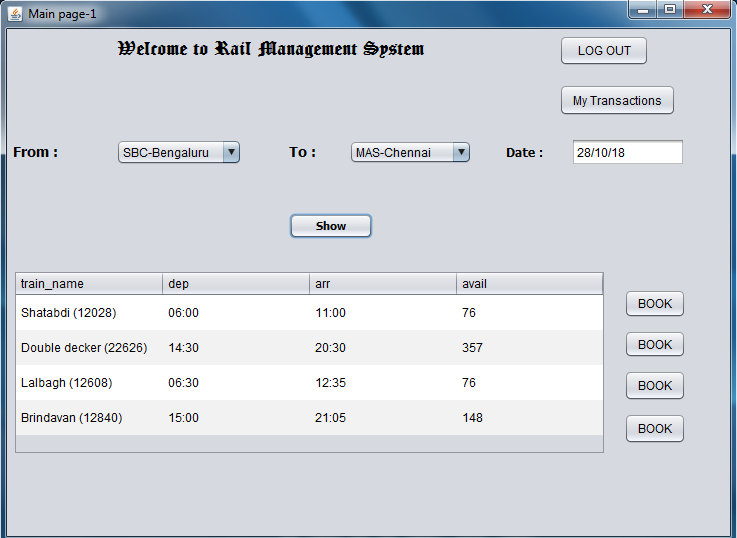 Main page-1
Welcome to Rail Management System
LOG OUT
My Transactions
From : SBC-Bengaluru To : MAS-Chennai Date : 28/10/18
Show
train_name dep arr avail
Shatabdi (12028) 06:00 11:00 76 BOOK
Double decker (22626) 14:30 20:30 357 BOOK
Lalbagh (12608) 06:30 12:35 76 BOOK
Brindavan (12840) 15:00 21:05 148 BOOK